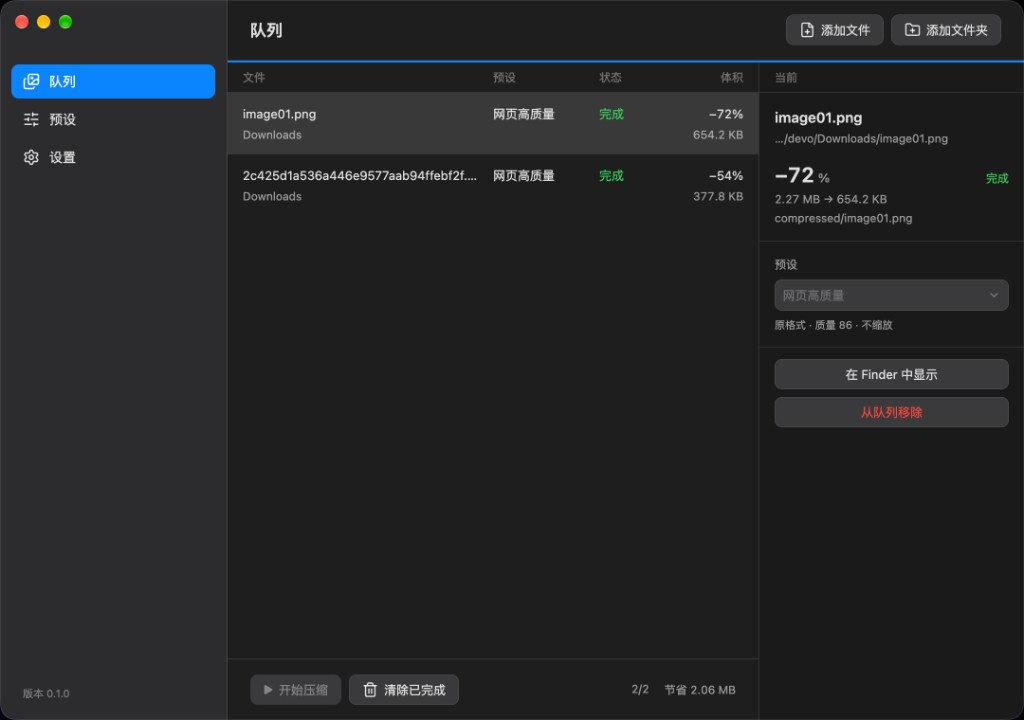 队列
预设
设置
版本 0.1.0
队列
添加文件
添加文件夹
文件 预设 状态 体积
image01.png 网页高质量 完成 −72%
Downloads 654.2 KB
2c425d1a536a446e9577aab94ffebf2f.... 网页高质量 完成 −54%
Downloads 377.8 KB
开始压缩 清除已完成 2/2 节省 2.06 MB
当前
image01.png
.../devo/Downloads/image01.png
−72 % 完成
2.27 MB → 654.2 KB
compressed/image01.png
预设
网页高质量
原格式 · 质量 86 · 不缩放
在 Finder 中显示
从队列移除